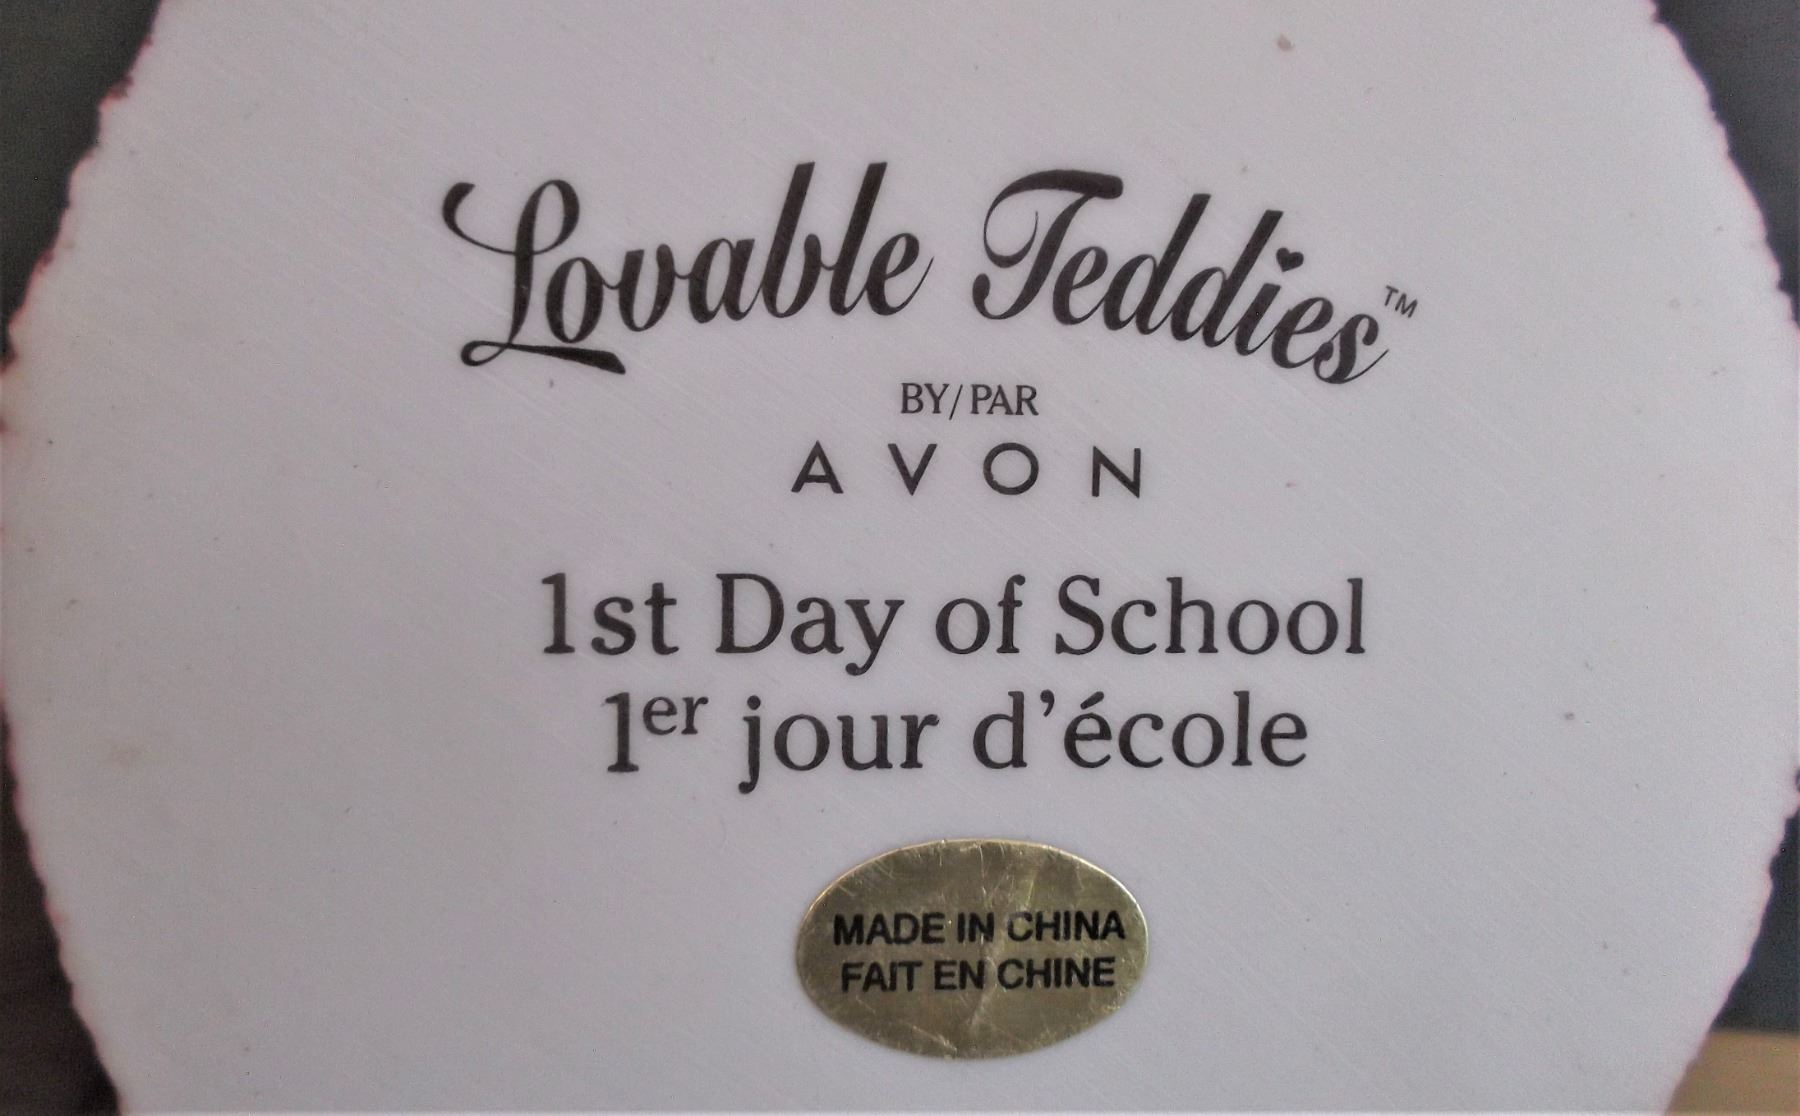 Lovable Teddies™
BY/PAR
AVON
1st Day of School
1er jour d'école
MADE IN CHINA
FAIT EN CHINE